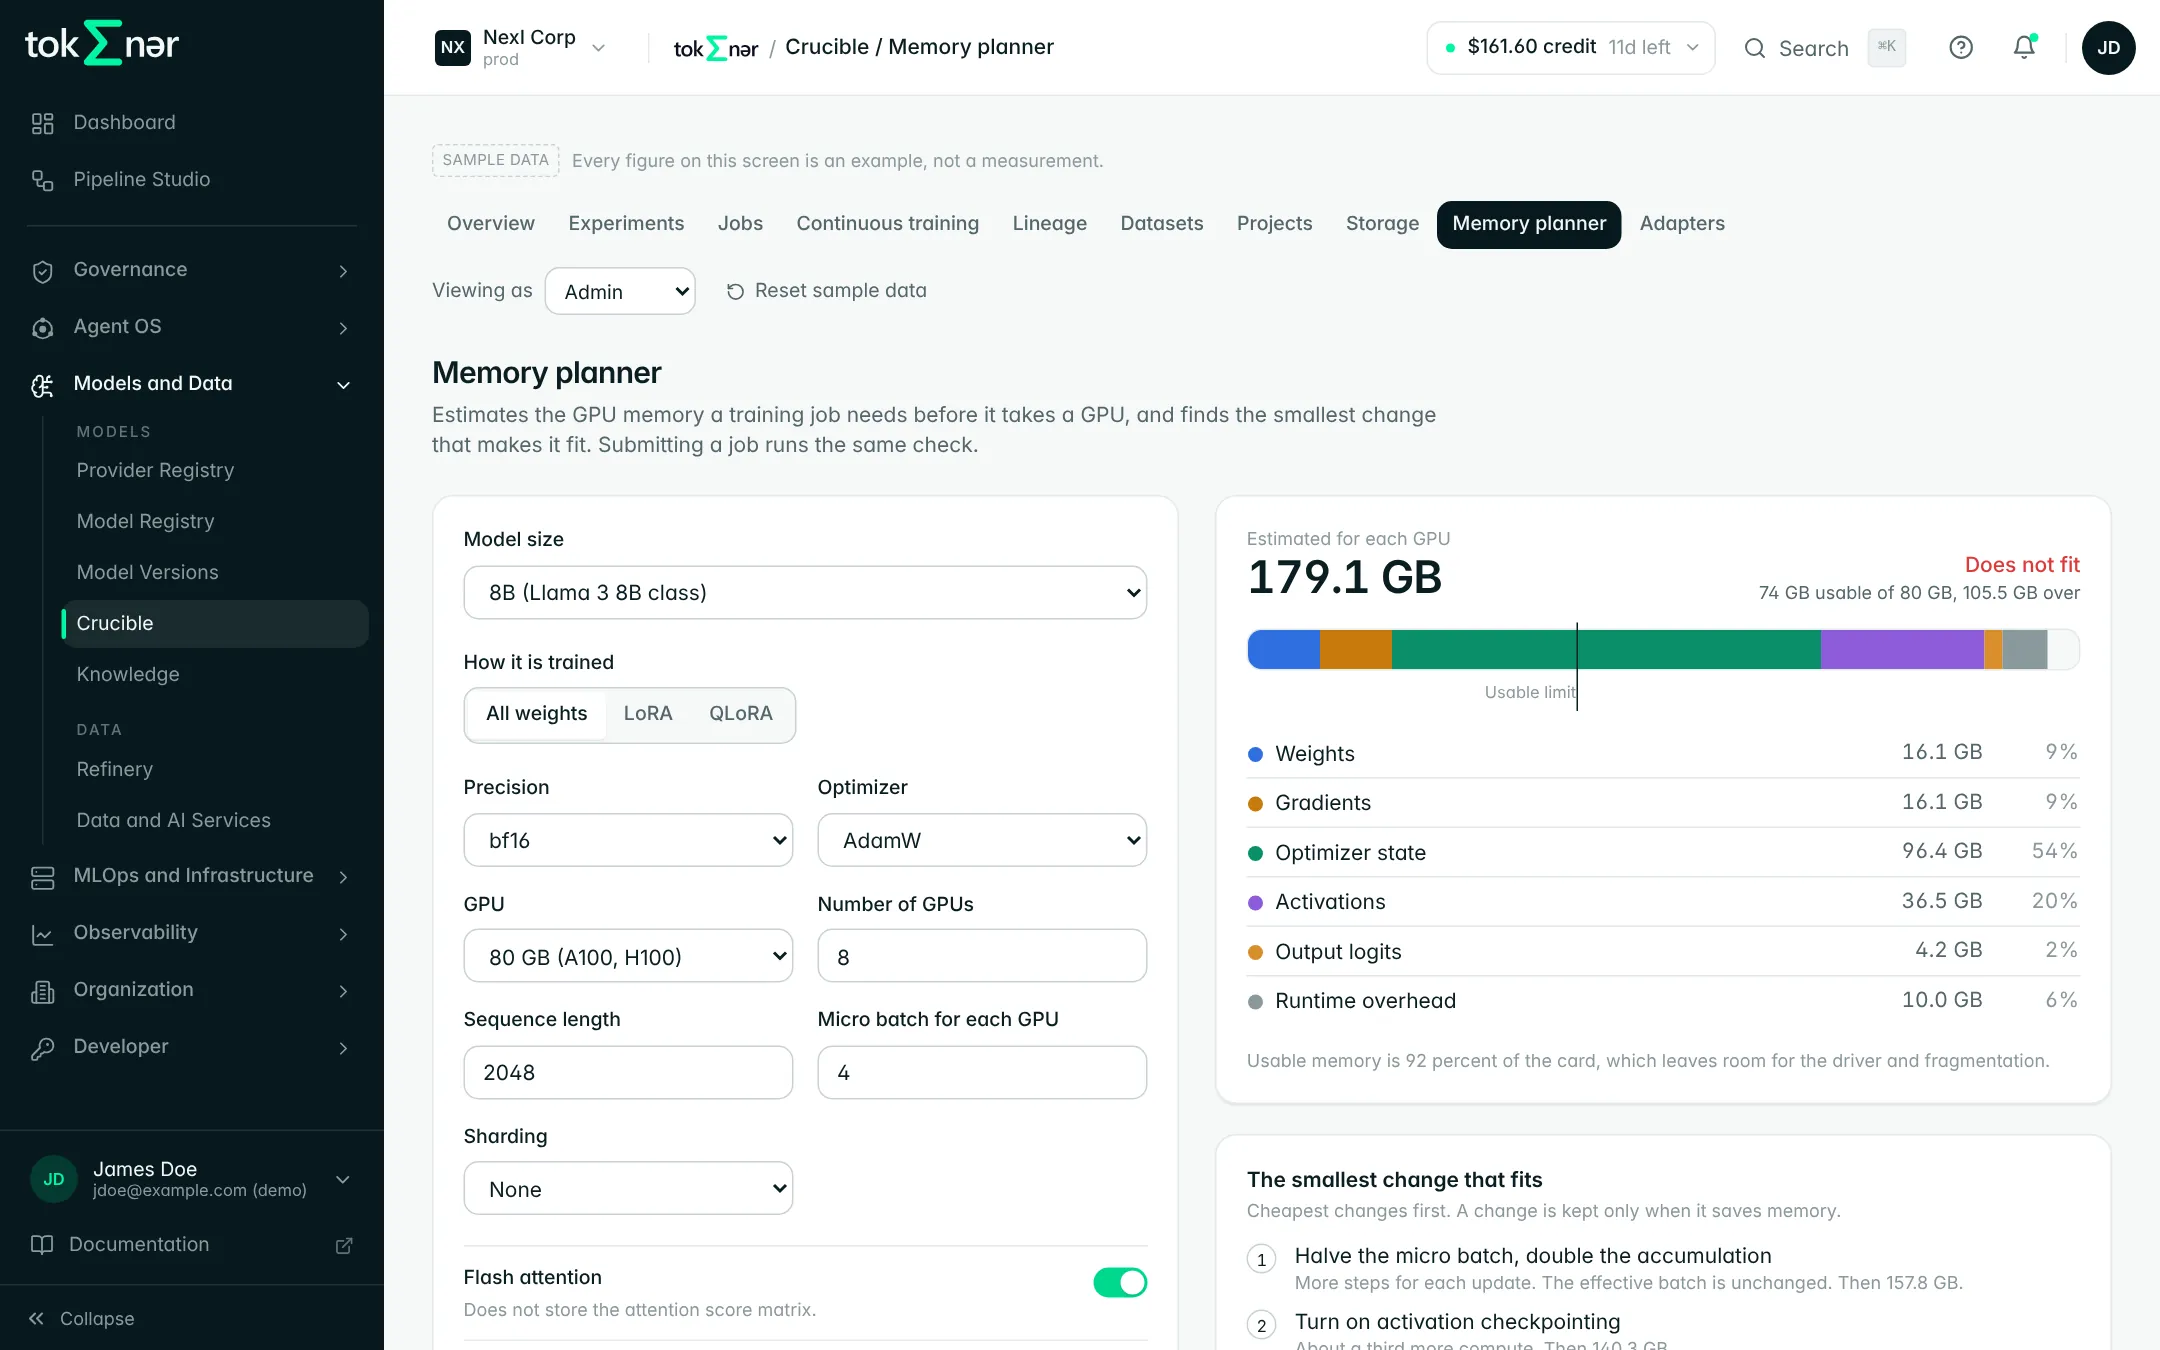 tokΣnər
Dashboard
Pipeline Studio
Governance
Agent OS
Models and Data
MODELS
Provider Registry
Model Registry
Model Versions
Crucible
Knowledge
DATA
Refinery
Data and AI Services
MLOps and Infrastructure
Observability
Organization
Developer
JD
James Doe
jdoe@example.com (demo)
Documentation
Collapse
NX
Nexl Corp
prod
tokΣnər / Crucible / Memory planner
$161.60 credit 11d left
Search ⌘K
JD
SAMPLE DATA Every figure on this screen is an example, not a measurement.
Overview Experiments Jobs Continuous training Lineage Datasets Projects Storage Memory planner Adapters
Viewing as Admin Reset sample data
Memory planner
Estimates the GPU memory a training job needs before it takes a GPU, and finds the smallest change
that makes it fit. Submitting a job runs the same check.
Model size
8B (Llama 3 8B class)
How it is trained
All weights LoRA QLoRA
Precision Optimizer
bf16 AdamW
GPU Number of GPUs
80 GB (A100, H100) 8
Sequence length Micro batch for each GPU
2048 4
Sharding
None
Flash attention
Does not store the attention score matrix.
Estimated for each GPU
179.1 GB
Does not fit
74 GB usable of 80 GB, 105.5 GB over
Usable limit
Weights 16.1 GB 9%
Gradients 16.1 GB 9%
Optimizer state 96.4 GB 54%
Activations 36.5 GB 20%
Output logits 4.2 GB 2%
Runtime overhead 10.0 GB 6%
Usable memory is 92 percent of the card, which leaves room for the driver and fragmentation.
The smallest change that fits
Cheapest changes first. A change is kept only when it saves memory.
1 Halve the micro batch, double the accumulation
More steps for each update. The effective batch is unchanged. Then 157.8 GB.
2 Turn on activation checkpointing
About a third more compute. Then 140.3 GB.